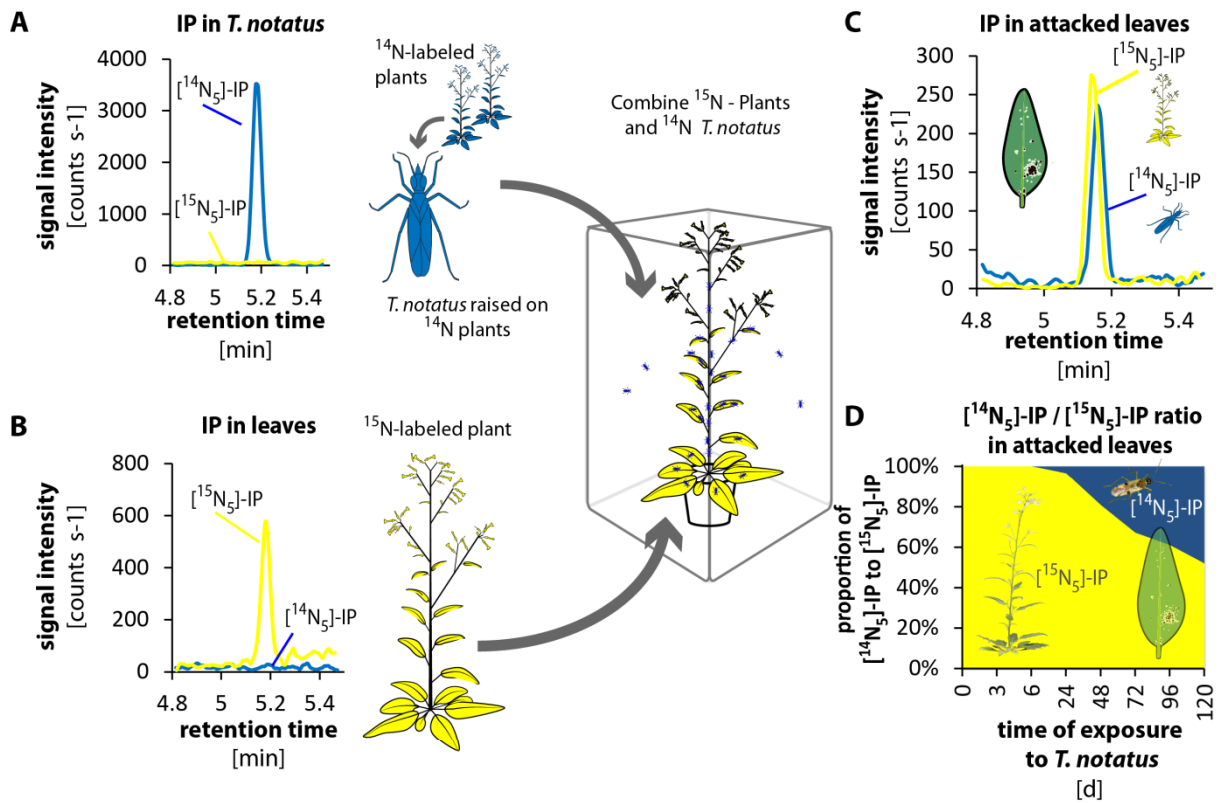 A
IP in T. notatus
signal intensity
[counts s-1]
4000
3000
2000
1000
0
[¹⁴N₅]-IP
[¹⁵N₅]-IP
4.8 5 5.2 5.4
retention time
[min]
¹⁴N-labeled
plants
T. notatus raised on
¹⁴N plants
Combine ¹⁵N - Plants
and ¹⁴N T. notatus
B
IP in leaves
signal intensity
[counts s-1]
800
600
400
200
0
[¹⁵N₅]-IP
[¹⁴N₅]-IP
4.8 5 5.2 5.4
retention time
[min]
¹⁵N-labeled plant
C
IP in attacked leaves
signal intensity
[counts s-1]
300
250
200
150
100
50
0
[¹⁵N₅]-IP
[¹⁴N₅]-IP
4.8 5 5.2 5.4
retention time
[min]
D
[¹⁴N₅]-IP / [¹⁵N₅]-IP ratio
in attacked leaves
proportion of
[¹⁴N₅]-IP to [¹⁵N₅]-IP
100%
80%
60%
40%
20%
0%
[¹⁴N₅]-IP
[¹⁵N₅]-IP
0 3 6 24 48 72 96 120
time of exposure
to T. notatus
[d]